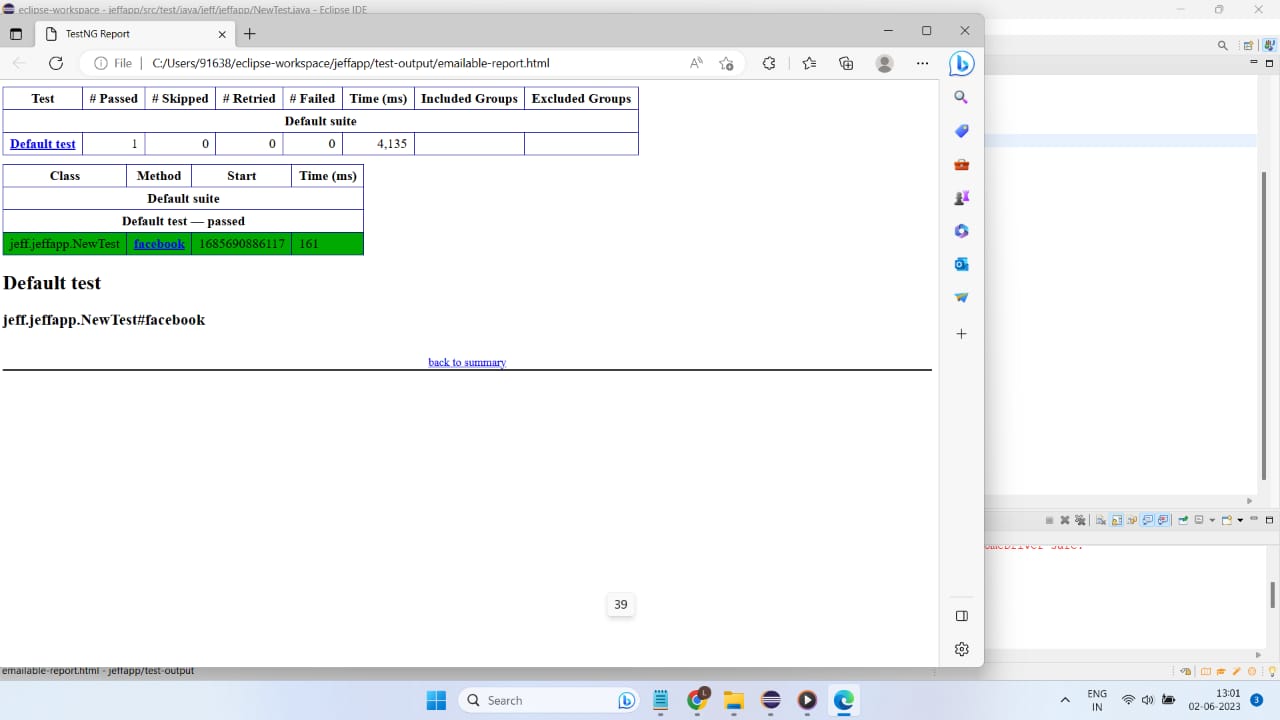 eclipse-workspace - jeffapp/src/test/java/jeff/jeffapp/NewTest.java - Eclipse IDE
TestNG Report
File | C:/Users/91638/eclipse-workspace/jeffapp/test-output/emailable-report.html
Test # Passed # Skipped # Retried # Failed Time (ms) Included Groups Excluded Groups
Default suite
Default test 1 0 0 0 4,135
Class Method Start Time (ms)
Default suite
Default test — passed
jeff.jeffapp.NewTest facebook 1685690886117 161
Default test
jeff.jeffapp.NewTest#facebook
back to summary
39
emailable-report.html - jeffapp/test-output
Search
L
ENG
IN
13:01
02-06-2023
3